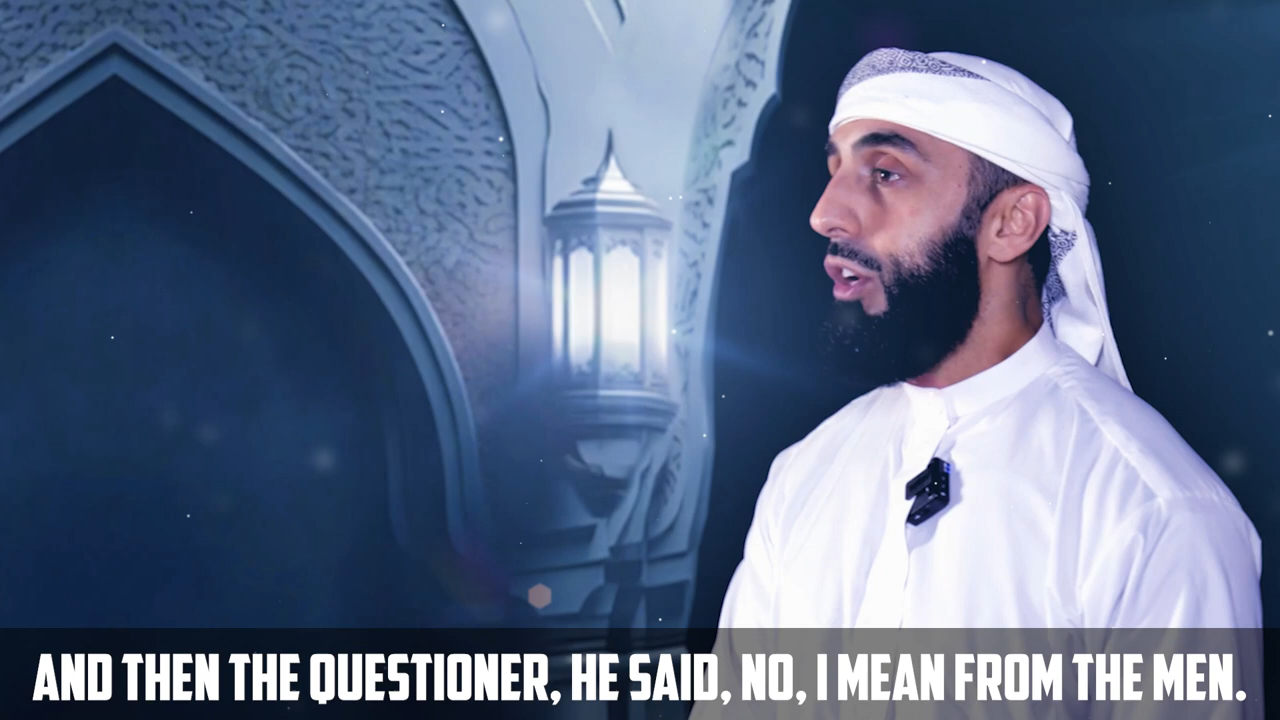 AND THEN THE QUESTIONER, HE SAID, NO, I MEAN FROM THE MEN.